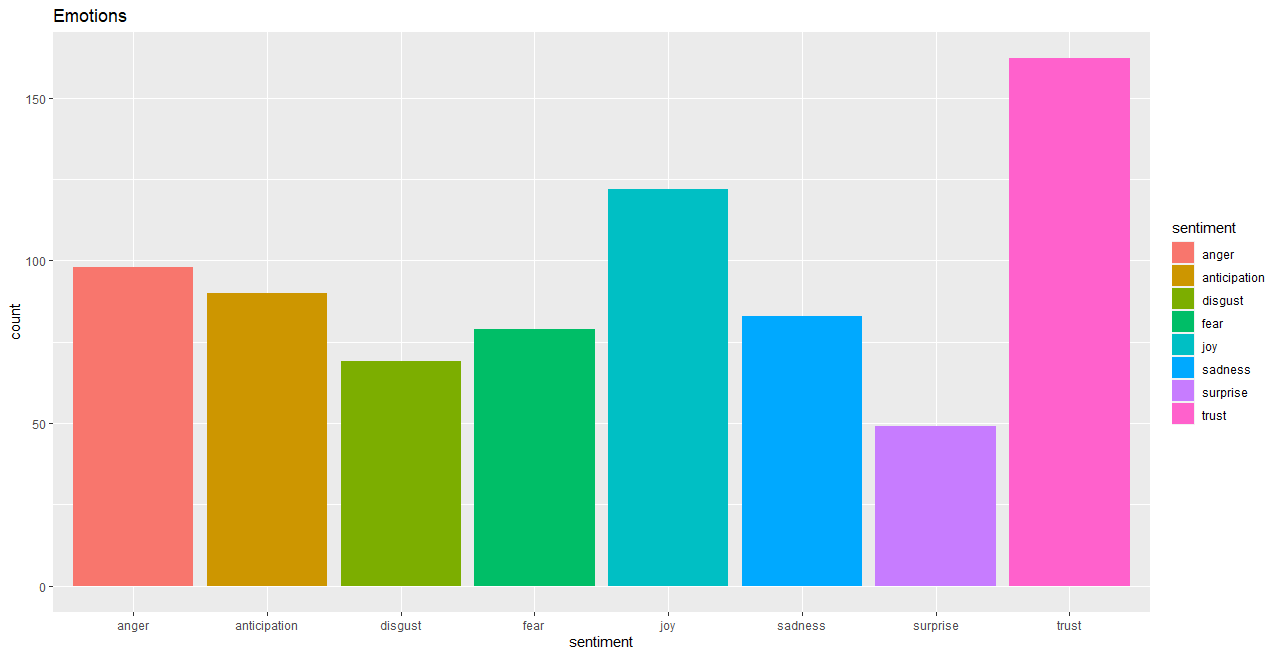 Emotions
150
100
50
0
count
anger anticipation disgust fear joy sadness surprise trust
sentiment
sentiment
anger
anticipation
disgust
fear
joy
sadness
surprise
trust